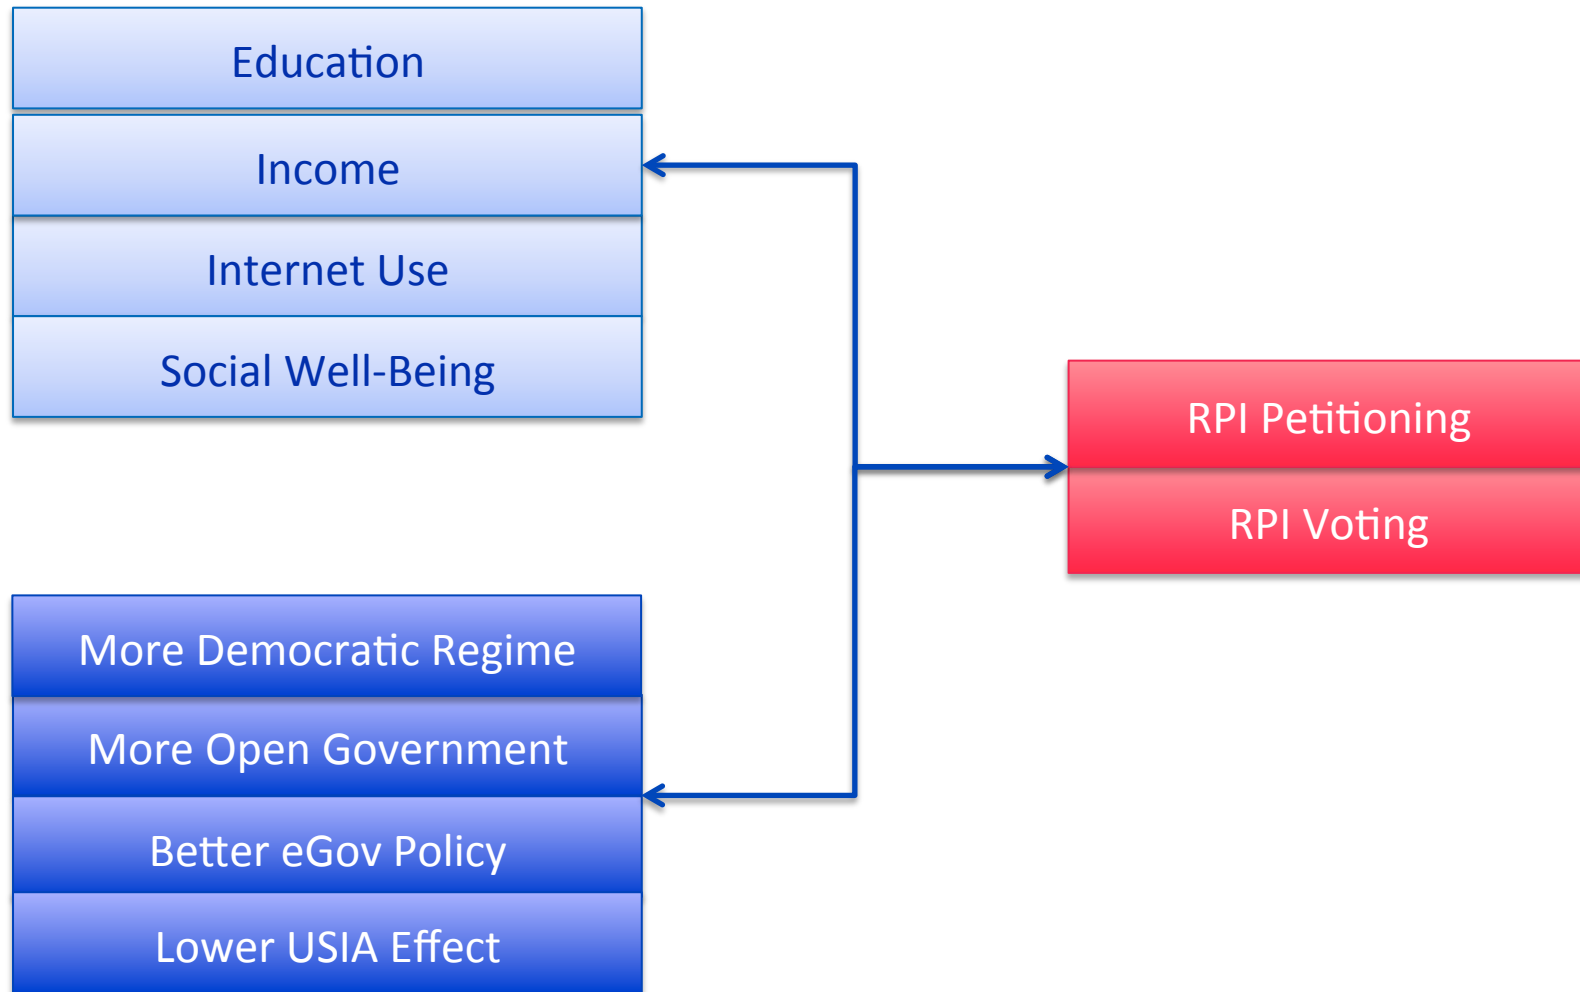 Education
Income
Internet Use
Social Well-Being
RPI Petitioning
RPI Voting
More Democratic Regime
More Open Government
Better eGov Policy
Lower USIA Effect